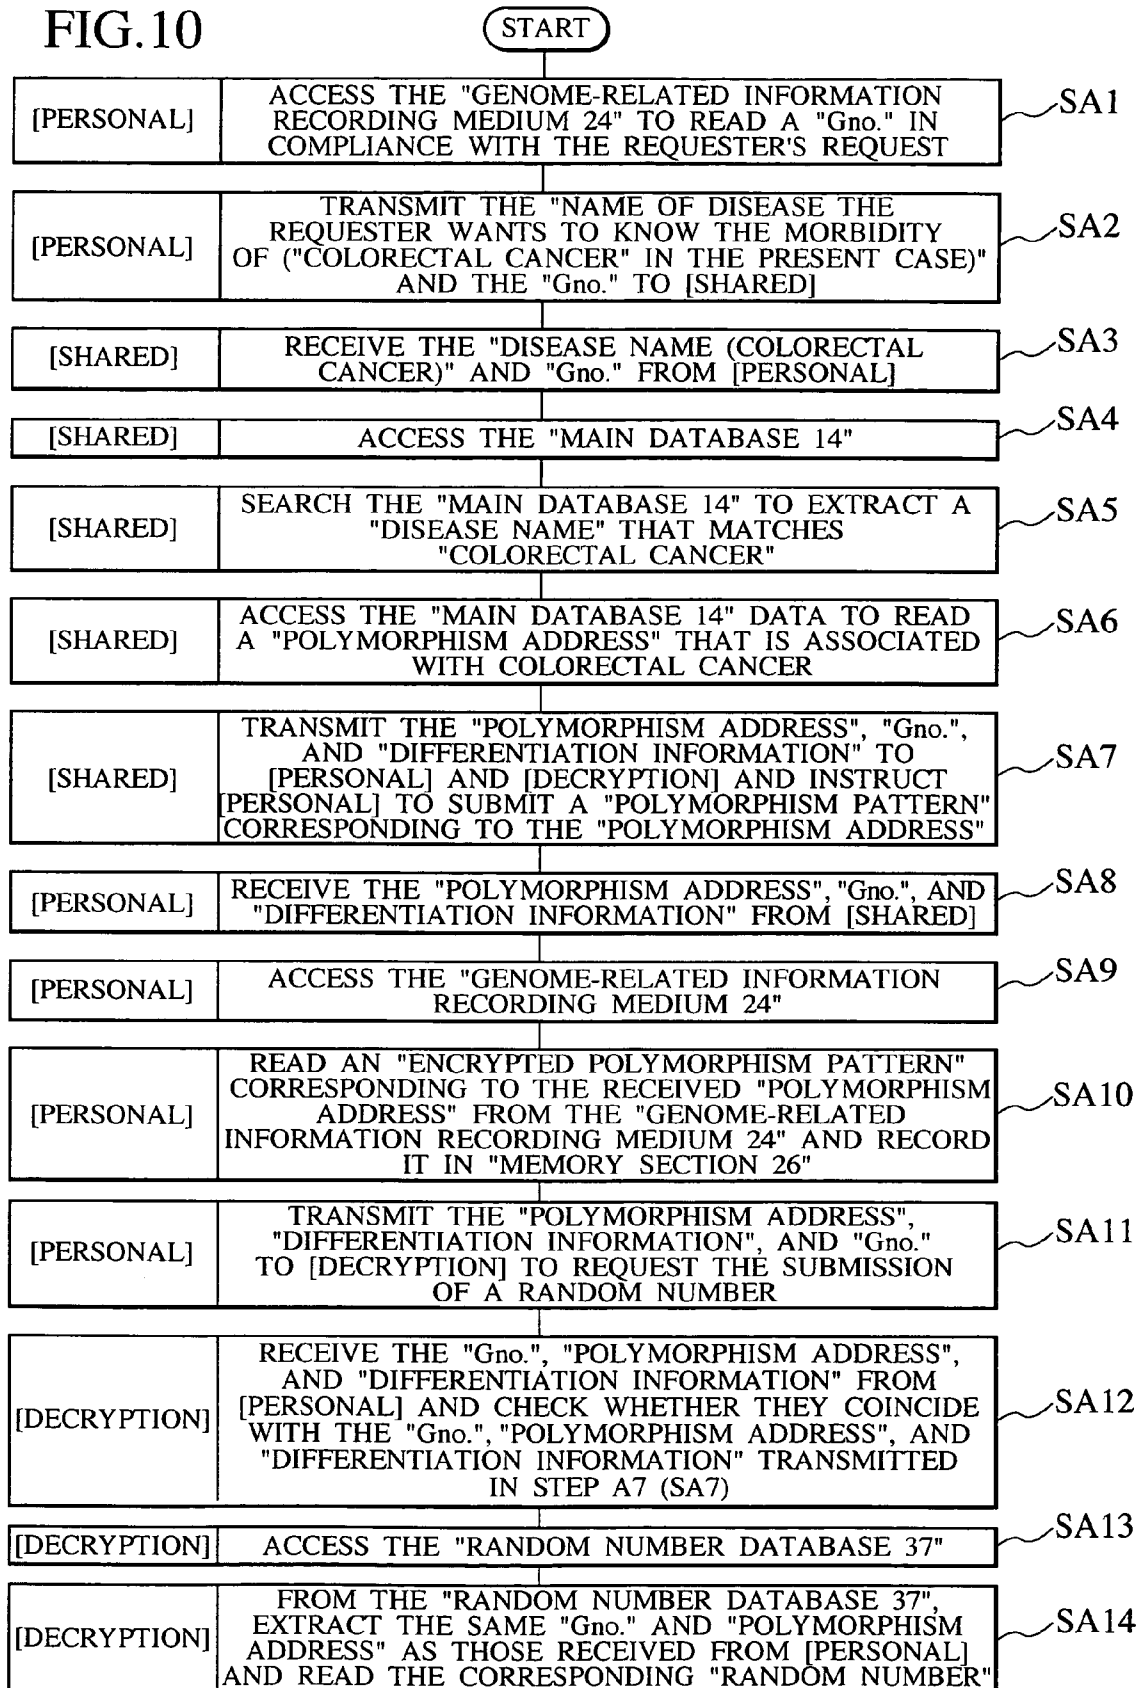 FIG.10
START
[PERSONAL]
ACCESS THE "GENOME-RELATED INFORMATION
RECORDING MEDIUM 24" TO READ A "Gno." IN
COMPLIANCE WITH THE REQUESTER'S REQUEST
SA1
[PERSONAL]
TRANSMIT THE "NAME OF DISEASE THE
REQUESTER WANTS TO KNOW THE MORBIDITY
OF ("COLORECTAL CANCER" IN THE PRESENT CASE)"
AND THE "Gno." TO [SHARED]
SA2
[SHARED]
RECEIVE THE "DISEASE NAME (COLORECTAL
CANCER)" AND "Gno." FROM [PERSONAL]
SA3
[SHARED]
ACCESS THE "MAIN DATABASE 14"
SA4
[SHARED]
SEARCH THE "MAIN DATABASE 14" TO EXTRACT A
"DISEASE NAME" THAT MATCHES
"COLORECTAL CANCER"
SA5
[SHARED]
ACCESS THE "MAIN DATABASE 14" DATA TO READ
A "POLYMORPHISM ADDRESS" THAT IS ASSOCIATED
WITH COLORECTAL CANCER
SA6
[SHARED]
TRANSMIT THE "POLYMORPHISM ADDRESS", "Gno.",
AND "DIFFERENTIATION INFORMATION" TO
[PERSONAL] AND [DECRYPTION] AND INSTRUCT
[PERSONAL] TO SUBMIT A "POLYMORPHISM PATTERN"
CORRESPONDING TO THE "POLYMORPHISM ADDRESS"
SA7
[PERSONAL]
RECEIVE THE "POLYMORPHISM ADDRESS", "Gno.", AND
"DIFFERENTIATION INFORMATION" FROM [SHARED]
SA8
[PERSONAL]
ACCESS THE "GENOME-RELATED INFORMATION
RECORDING MEDIUM 24"
SA9
[PERSONAL]
READ AN "ENCRYPTED POLYMORPHISM PATTERN"
CORRESPONDING TO THE RECEIVED "POLYMORPHISM
ADDRESS" FROM THE "GENOME-RELATED
INFORMATION RECORDING MEDIUM 24" AND RECORD
IT IN "MEMORY SECTION 26"
SA10
[PERSONAL]
TRANSMIT THE "POLYMORPHISM ADDRESS",
"DIFFERENTIATION INFORMATION", AND "Gno."
TO [DECRYPTION] TO REQUEST THE SUBMISSION
OF A RANDOM NUMBER
SA11
[DECRYPTION]
RECEIVE THE "Gno.", "POLYMORPHISM ADDRESS",
AND "DIFFERENTIATION INFORMATION" FROM
[PERSONAL] AND CHECK WHETHER THEY COINCIDE
WITH THE "Gno.", "POLYMORPHISM ADDRESS", AND
"DIFFERENTIATION INFORMATION" TRANSMITTED
IN STEP A7 (SA7)
SA12
[DECRYPTION]
ACCESS THE "RANDOM NUMBER DATABASE 37"
SA13
[DECRYPTION]
FROM THE "RANDOM NUMBER DATABASE 37",
EXTRACT THE SAME "Gno." AND "POLYMORPHISM
ADDRESS" AS THOSE RECEIVED FROM [PERSONAL]
AND READ THE CORRESPONDING "RANDOM NUMBER"
SA14